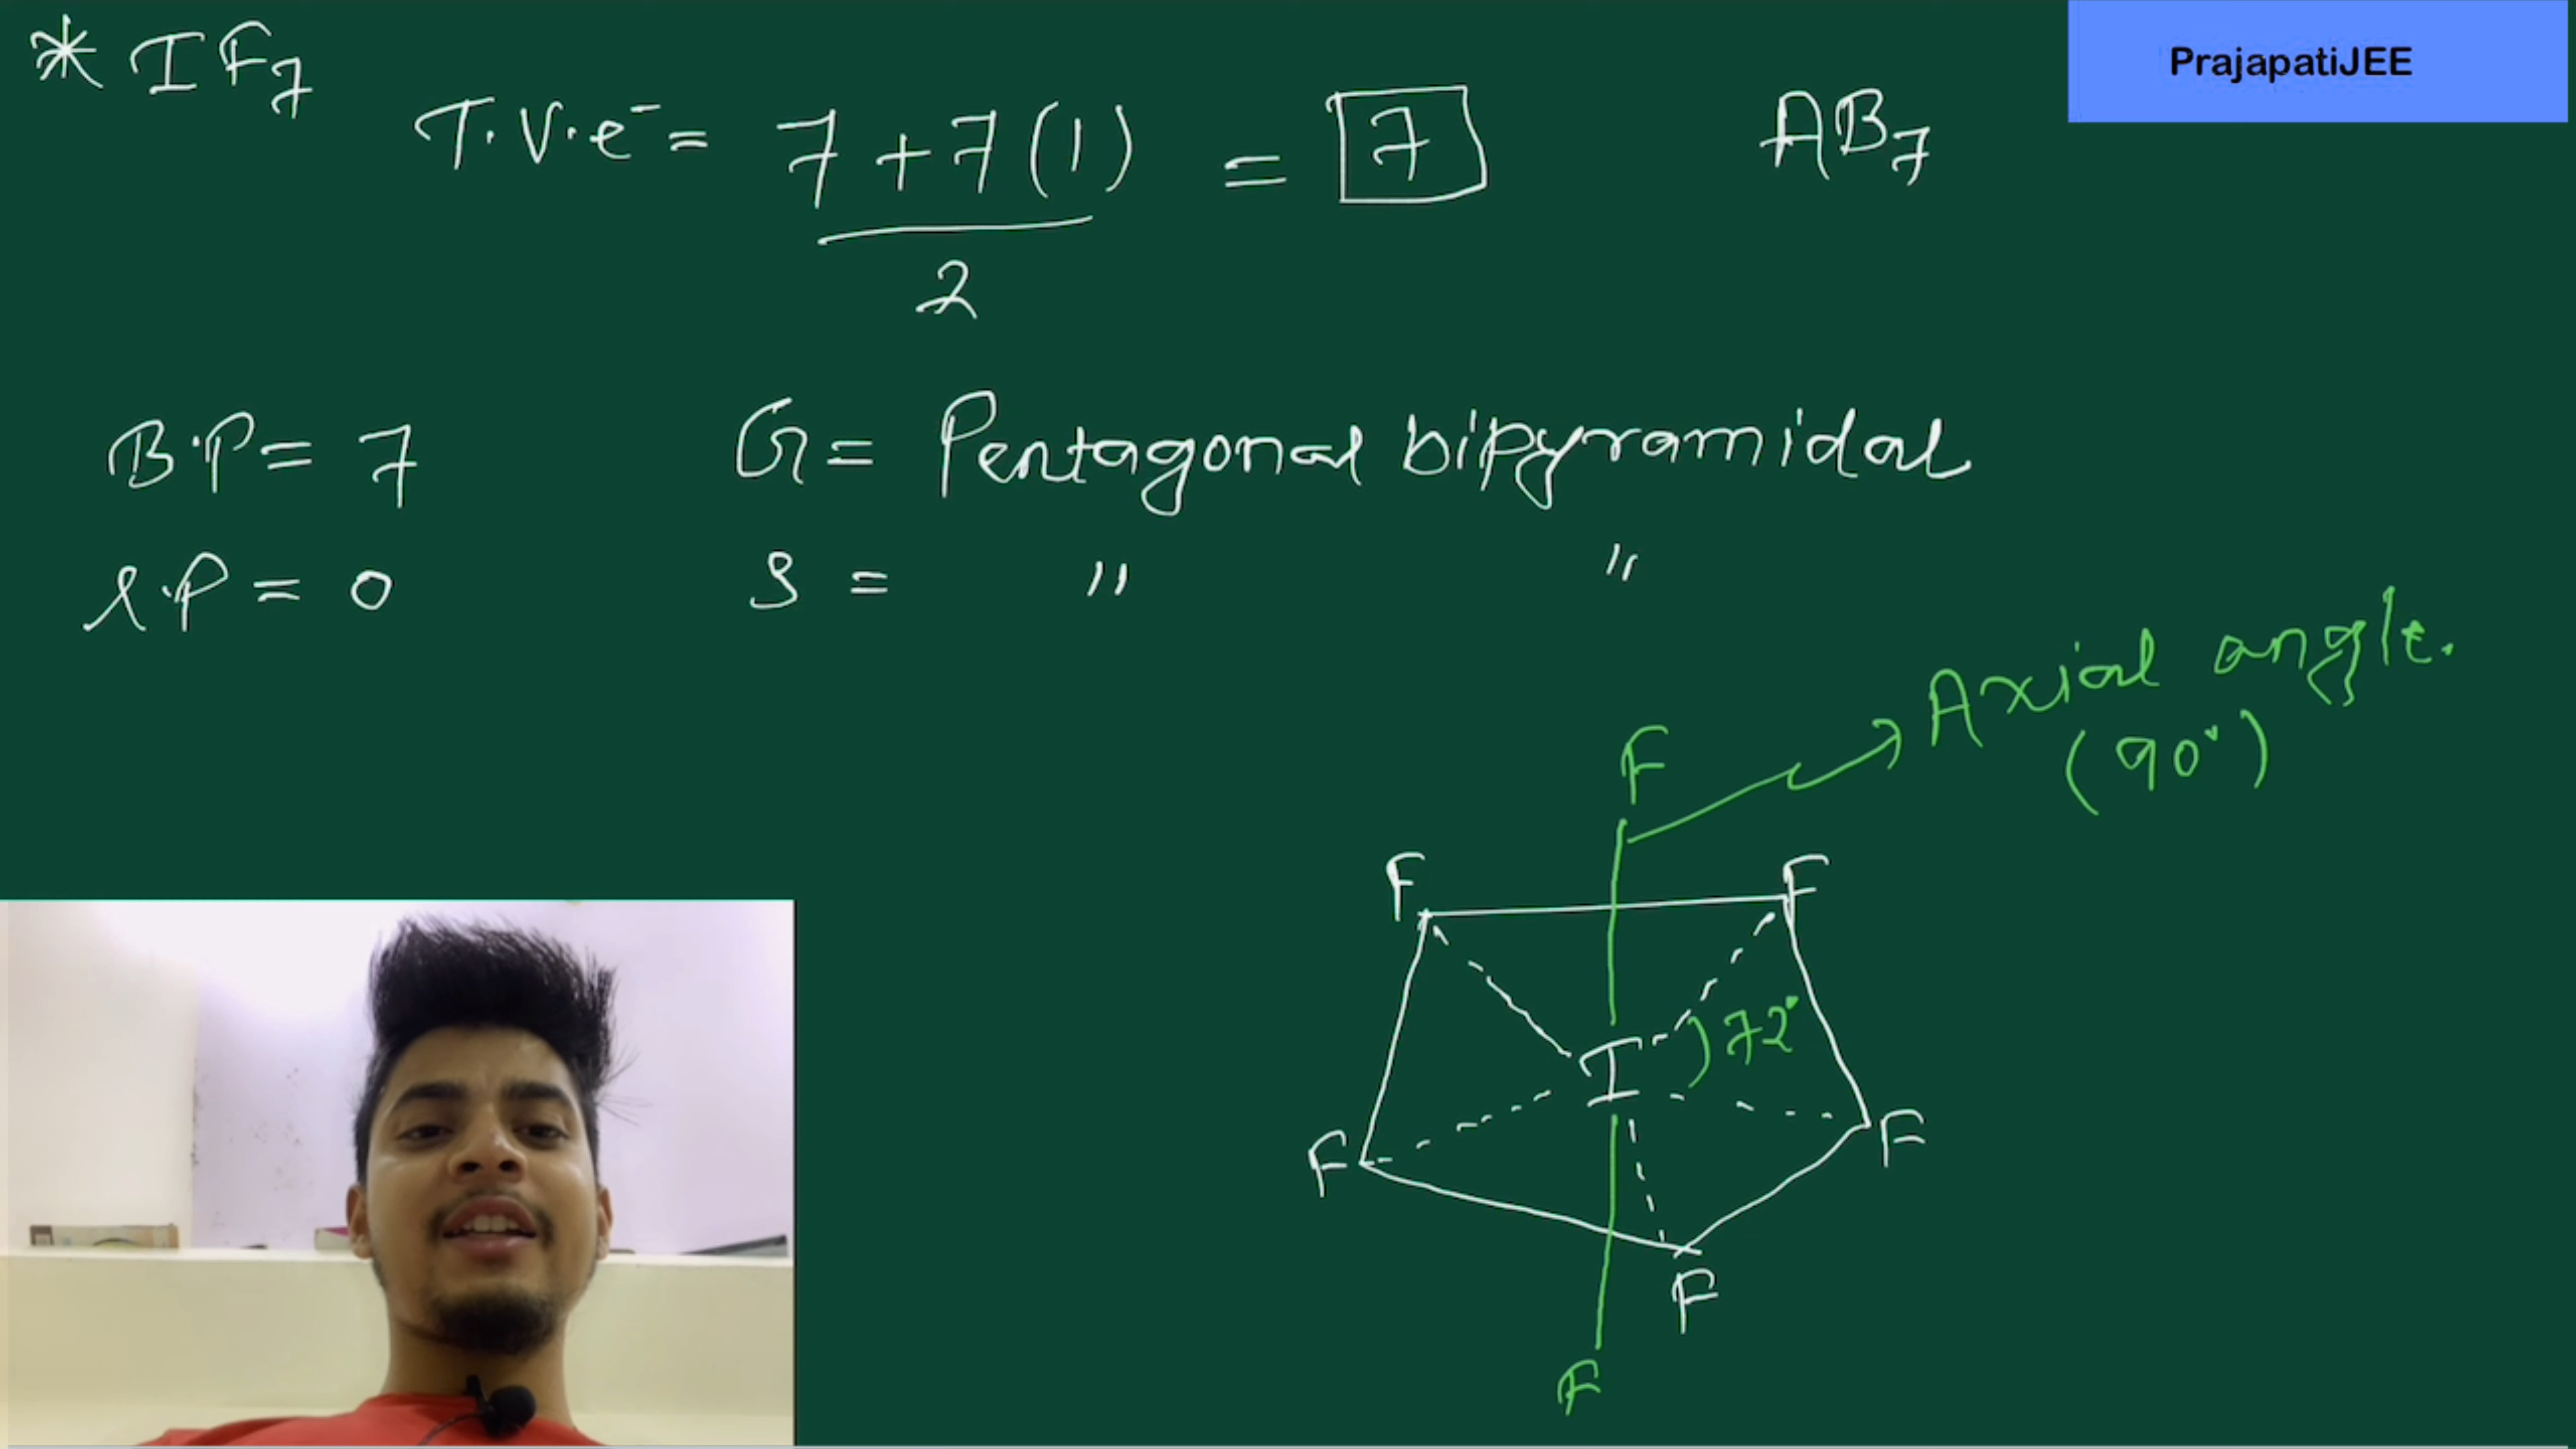 * IF₇
PrajapatiJEE
T.V.e⁻ = 7 + 7(1) = 7
2
AB₇
B.P = 7
G = Pentagonal bipyramidal
l.P = 0
S = " "
Axial angle.
(90°)
F
F F
72°
I
F F
F
F